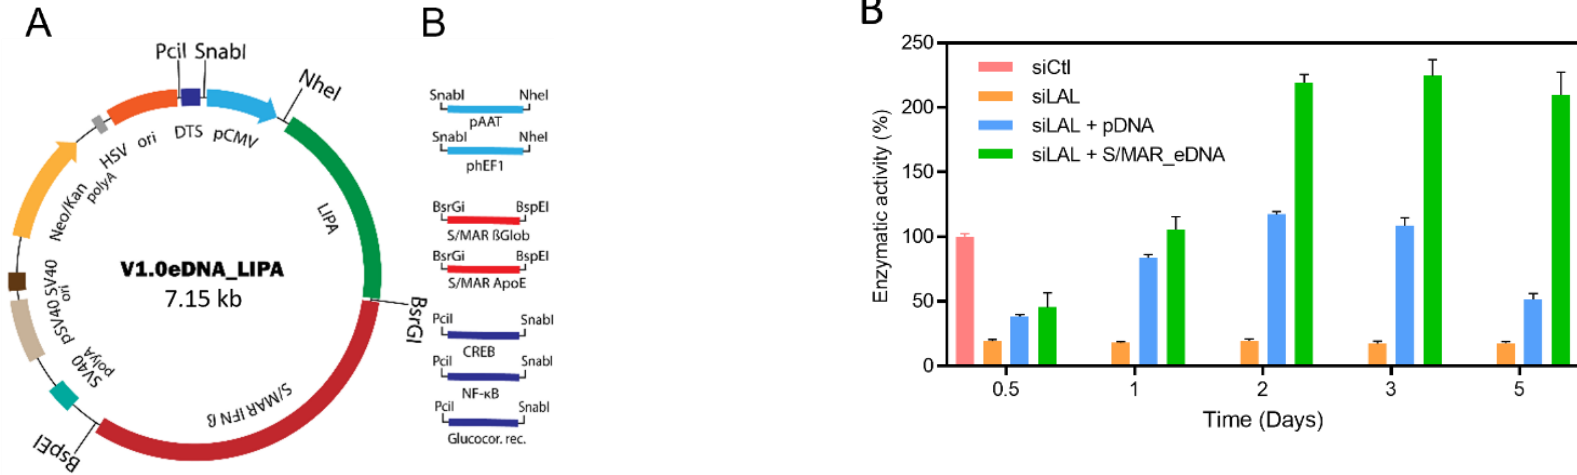 A
PciI SnabI
NheI
HSV
polyA
ori
DTS
pCMV
Neo/Kan
LIPA
V1.0eDNA_LIPA
7.15 kb
SV40
ori
pSV40
SV40
polyA
BsrGI
S/MAR IFN ß
BspEI
B
SnabI NheI
pAAT
SnabI NheI
phEF1
BsrGi BspEI
S/MAR ßGlob
BsrGi BspEI
S/MAR ApoE
PciI SnabI
CREB
PciI SnabI
NF-κB
PciI SnabI
Glucocor. rec.
B
250
200
150
100
50
0
Enzymatic activity (%)
siCtl
siLAL
siLAL + pDNA
siLAL + S/MAR_eDNA
0.5 1 2 3 5
Time (Days)